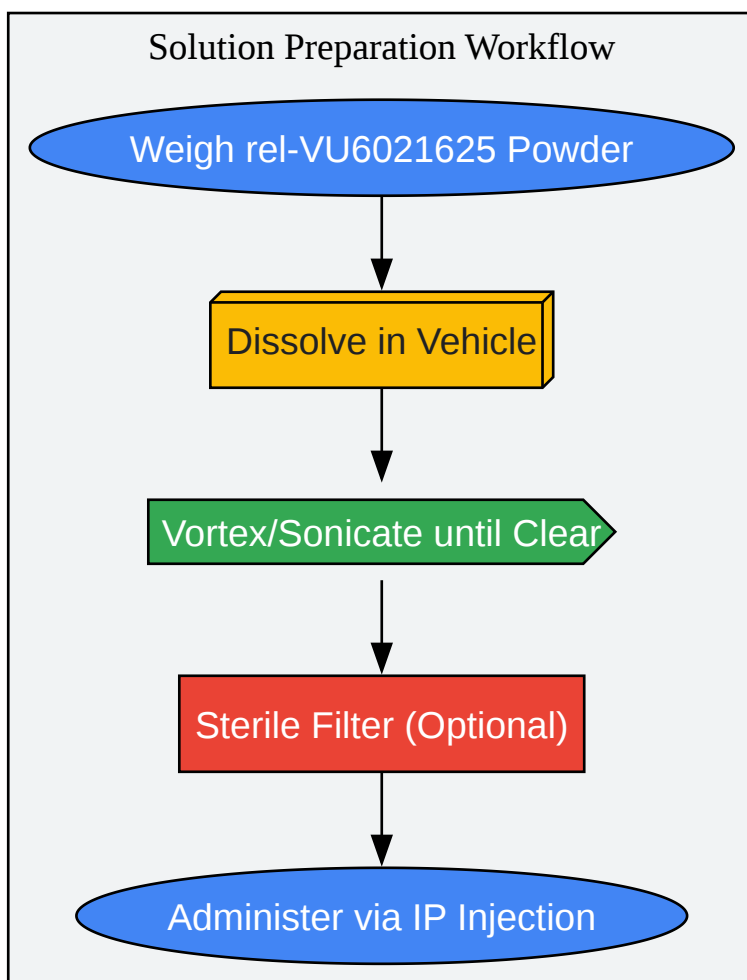 Solution Preparation Workflow
Weigh rel-VU6021625 Powder
Dissolve in Vehicle
Vortex/Sonicate until Clear
Sterile Filter (Optional)
Administer via IP Injection